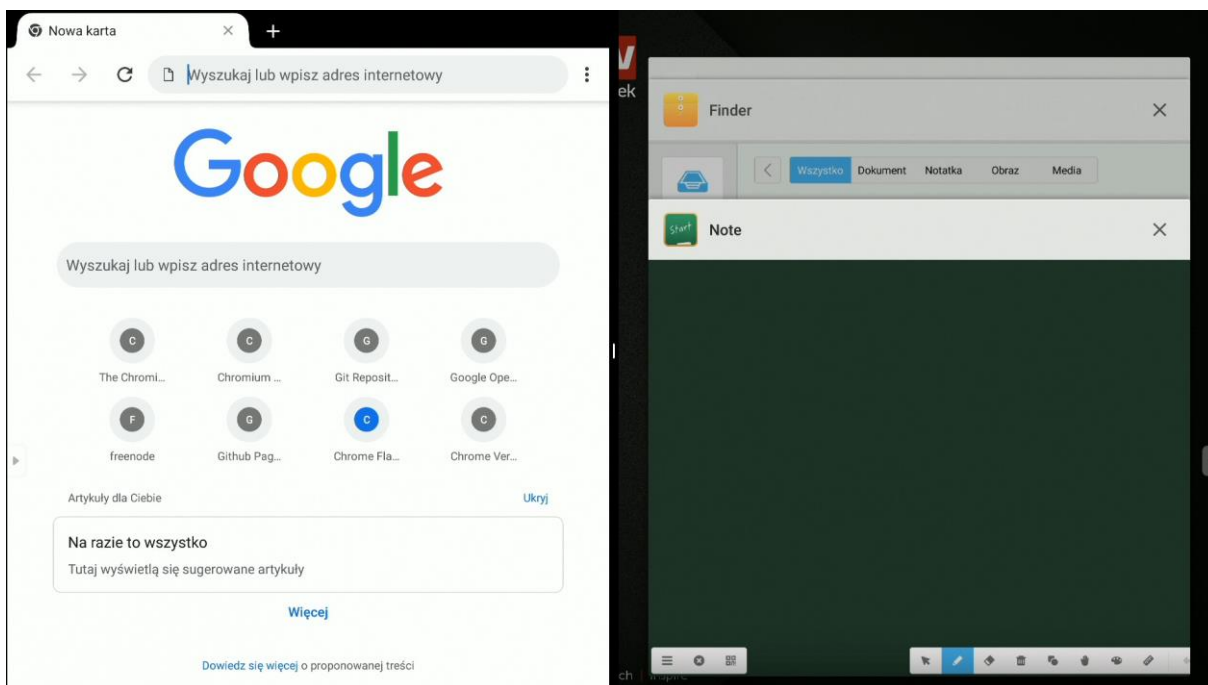 Nowa karta
Wyszukaj lub wpisz adres internetowy
Google
Wyszukaj lub wpisz adres internetowy
C C G G
The Chromi... Chromium ... Git Reposit... Google Ope...
F G C C
freenode Github Pag... Chrome Fla... Chrome Ver...
Artykuły dla Ciebie Ukryj
Na razie to wszystko
Tutaj wyświetlą się sugerowane artykuły
Więcej
Dowiedz się więcej o proponowanej treści
ek
Finder
Wszystko Dokument Notatka Obraz Media
Start Note
ch